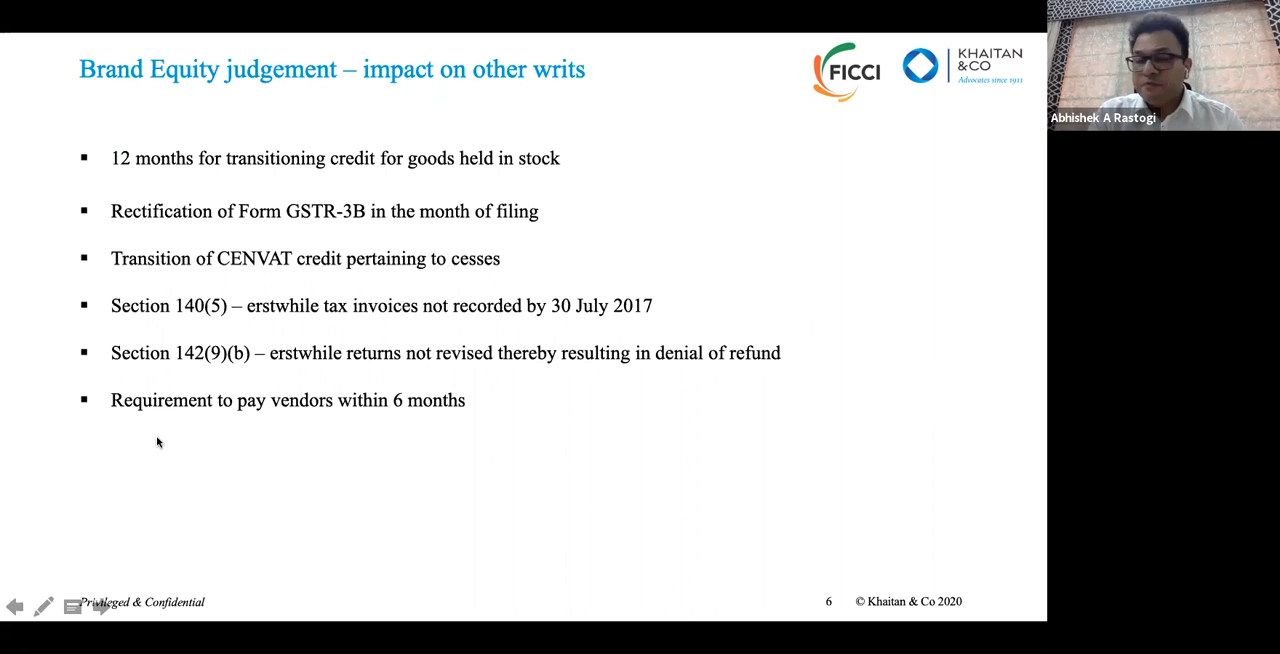 Brand Equity judgement – impact on other writs
FICCI
KHAITAN
&CO
Advocates since 1911
Abhishek A Rastogi
12 months for transitioning credit for goods held in stock
Rectification of Form GSTR-3B in the month of filing
Transition of CENVAT credit pertaining to cesses
Section 140(5) – erstwhile tax invoices not recorded by 30 July 2017
Section 142(9)(b) – erstwhile returns not revised thereby resulting in denial of refund
Requirement to pay vendors within 6 months
Privileged & Confidential
6 © Khaitan & Co 2020